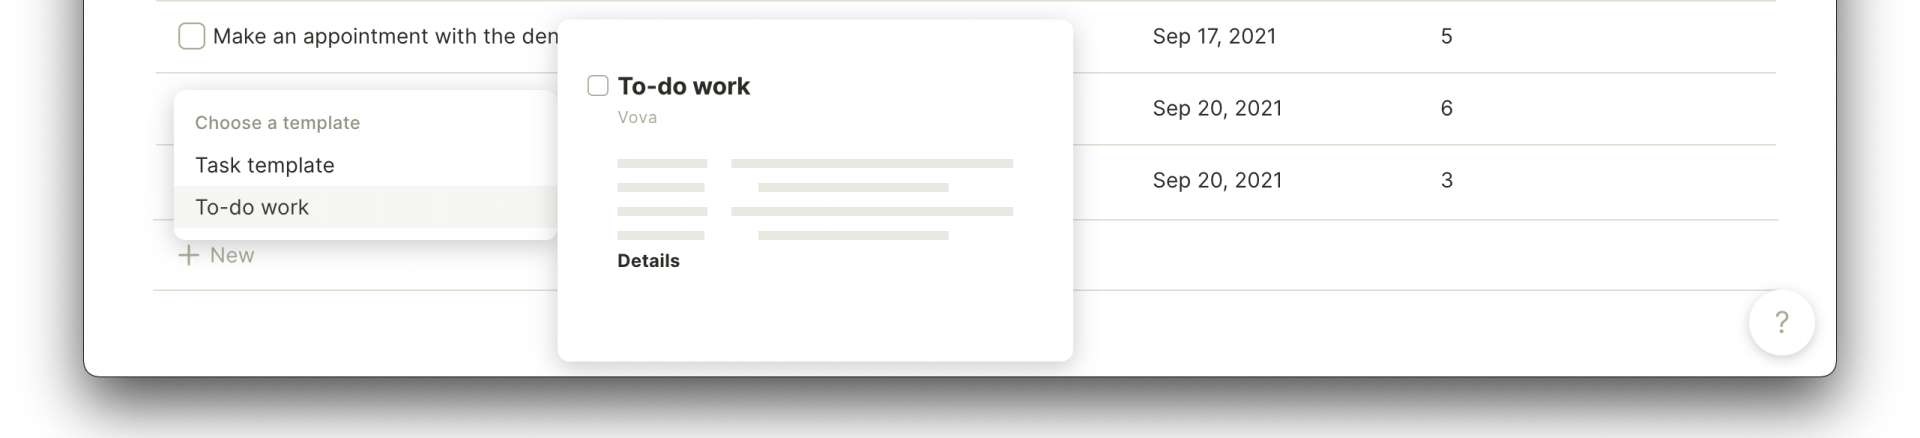 Make an appointment with the den
Sep 17, 2021
5
Choose a template
Task template
To-do work
To-do work
Vova
Details
Sep 20, 2021
6
Sep 20, 2021
3
+ New
?